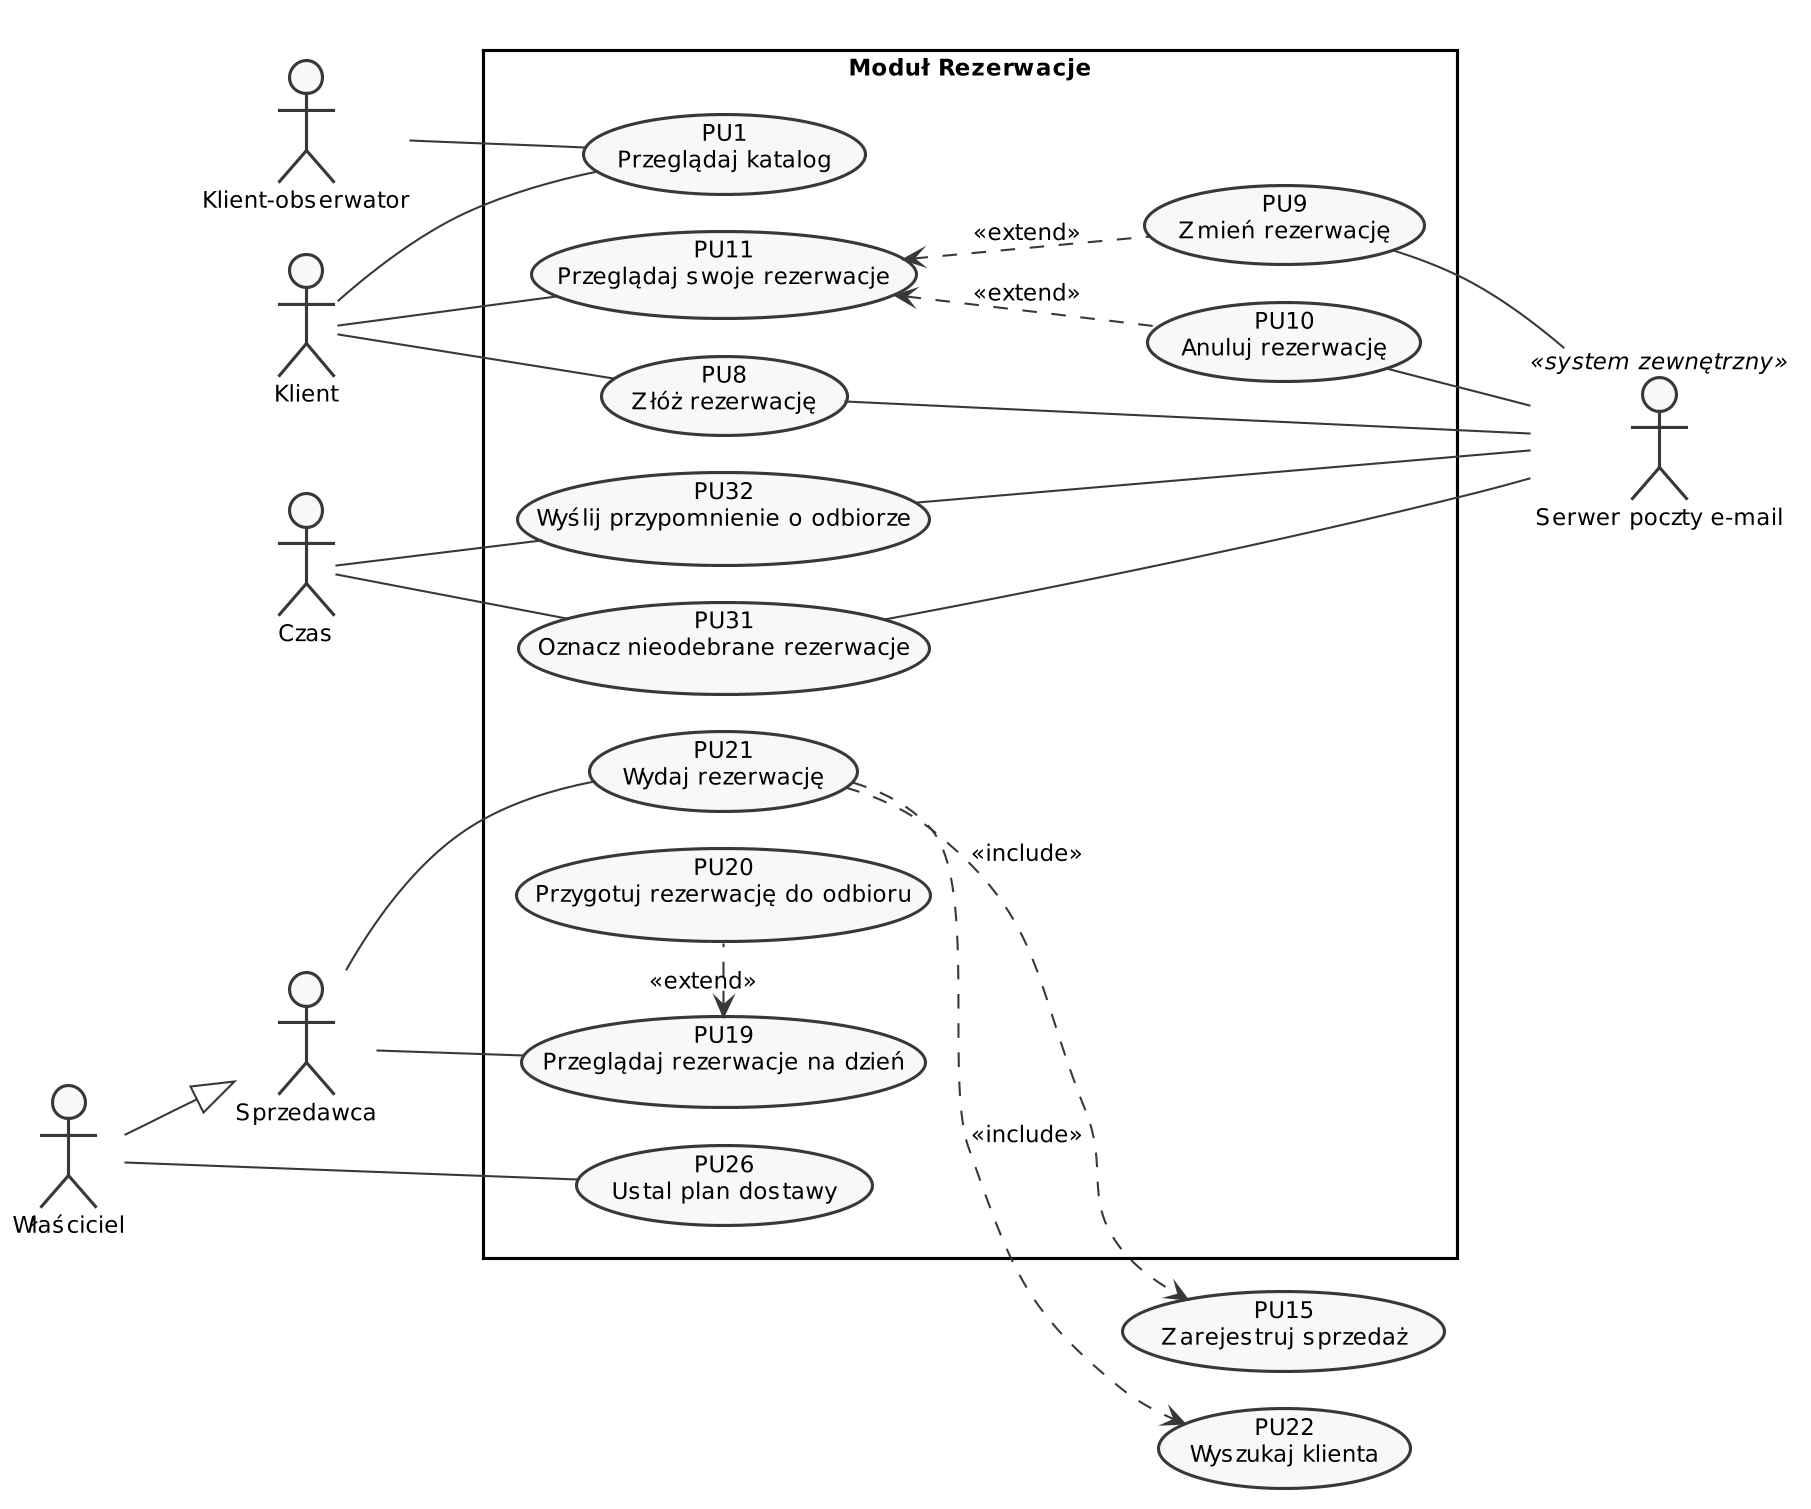 Moduł Rezerwacje
Klient-obserwator
PU1
Przeglądaj katalog
PU9
Zmień rezerwację
«extend»
PU11
Przeglądaj swoje rezerwacje
«extend»
PU10
Anuluj rezerwację
Klient
PU8
Złóż rezerwację
«system zewnętrzny»
Serwer poczty e-mail
PU32
Wyślij przypomnienie o odbiorze
Czas
PU31
Oznacz nieodebrane rezerwacje
PU21
Wydaj rezerwację
«include»
PU20
Przygotuj rezerwację do odbioru
«extend»
PU19
Przeglądaj rezerwacje na dzień
Sprzedawca
«include»
PU26
Ustal plan dostawy
Właściciel
PU15
Zarejestruj sprzedaż
PU22
Wyszukaj klienta